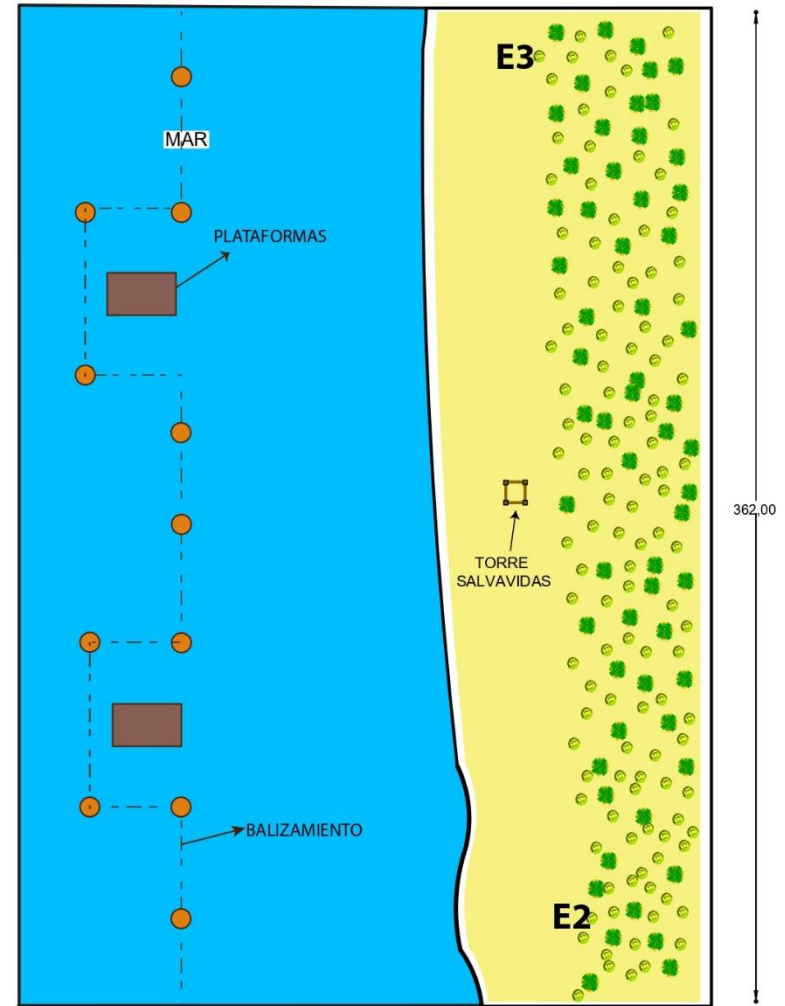 E3
MAR
PLATAFORMAS
362,00
TORRE
SALVAVIDAS
BALIZAMIENTO
E2